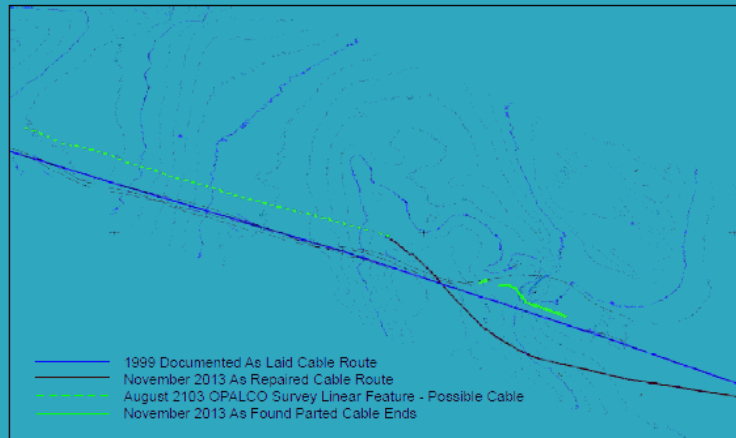 1999 Documented As Laid Cable Route
November 2013 As Repaired Cable Route
August 2103 OPALCO Survey Linear Feature - Possible Cable
November 2013 As Found Parted Cable Ends